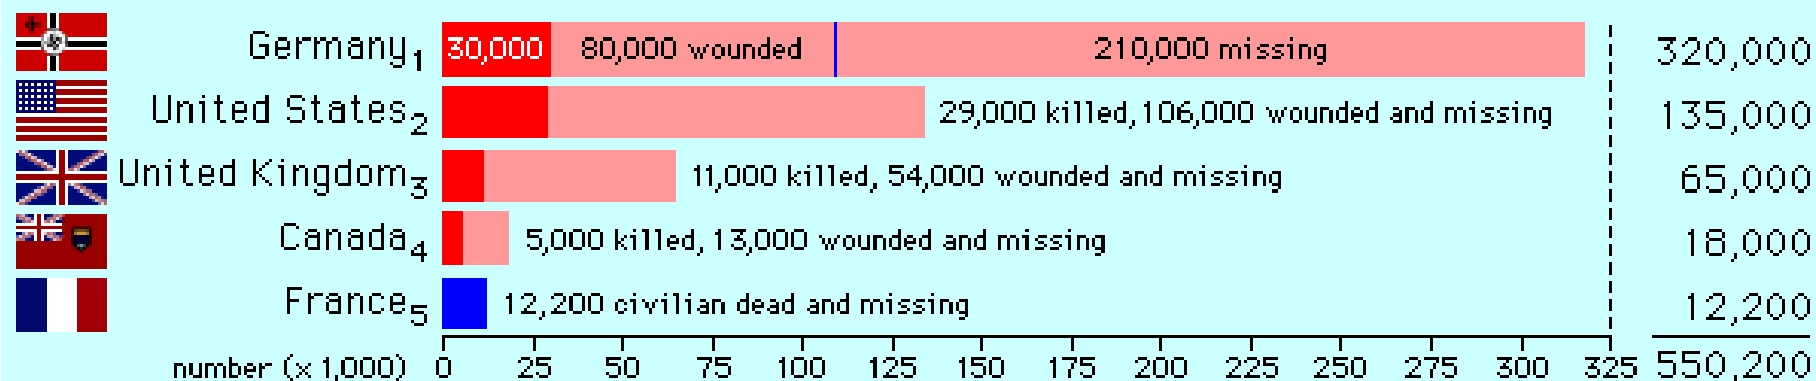 Germany1 30,000 80,000 wounded 210,000 missing 320,000
United States2 29,000 killed, 106,000 wounded and missing 135,000
United Kingdom3 11,000 killed, 54,000 wounded and missing 65,000
Canada4 5,000 killed, 13,000 wounded and missing 18,000
France5 12,200 civilian dead and missing 12,200
number (x 1,000) 0 25 50 75 100 125 150 175 200 225 250 275 300 325 550,200